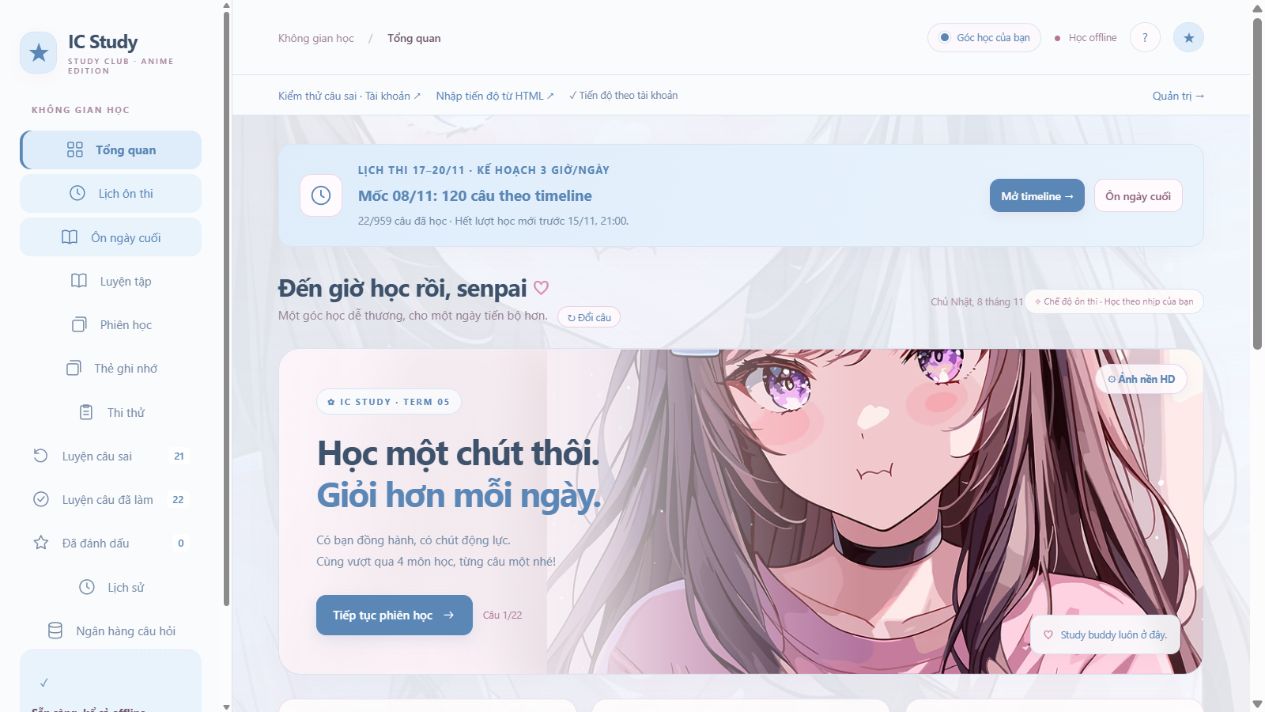 IC Study
STUDY CLUB · ANIME
EDITION
KHÔNG GIAN HỌC
Tổng quan
Lịch ôn thi
Ôn ngày cuối
Luyện tập
Phiên học
Thẻ ghi nhớ
Thi thử
Luyện câu sai 21
Luyện câu đã làm 22
Đã đánh dấu 0
Lịch sử
Ngân hàng câu hỏi
✓
Không gian học / Tổng quan
Góc học của bạn
Học offline
?
Kiểm thử câu sai · Tài khoản ↗ Nhập tiến độ từ HTML ↗ ✓ Tiến độ theo tài khoản
Quản trị →
LỊCH THI 17–20/11 · KẾ HOẠCH 3 GIỜ/NGÀY
Mốc 08/11: 120 câu theo timeline
22/959 câu đã học · Hết lượt học mới trước 15/11, 21:00.
Mở timeline →
Ôn ngày cuối
Đến giờ học rồi, senpai ♡
Một góc học dễ thương, cho một ngày tiến bộ hơn.
↻ Đổi câu
Chủ Nhật, 8 tháng 11
✧ Chế độ ôn thi · Học theo nhịp của bạn
✿ IC STUDY · TERM 05
Ảnh nền HD
Học một chút thôi.
Giỏi hơn mỗi ngày.
Có bạn đồng hành, có chút động lực.
Cùng vượt qua 4 môn học, từng câu một nhé!
Tiếp tục phiên học →
Câu 1/22
♡ Study buddy luôn ở đây.